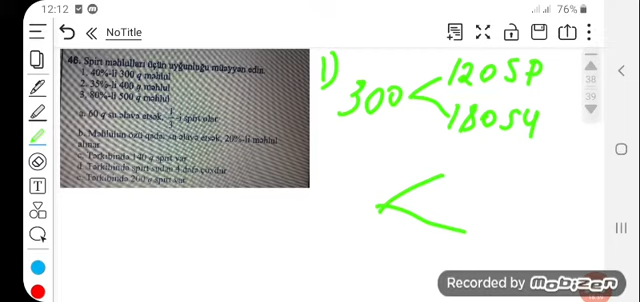 12:12
76%
NoTitle
46. Spirt məhlulları üçün uyğunluğu müəyyən edin.
1. 40%-li 300 q məhlul
2. 35%-li 400 q məhlul
3. 80%-li 500 q məhlul
a. 60 q su əlavə etsək, 1/3-i spirt olar
b. Məhlulun özü qədər su əlavə etsək, 20%-li məhlul
alınar
c. Tərkibində 140 q spirt var
d. Tərkibində spirt sudan 4 dəfə çoxdur
e. Tərkibində 200 q spirt var
1) 300
120 SP
180 SY
38
39
Recorded by mobizen